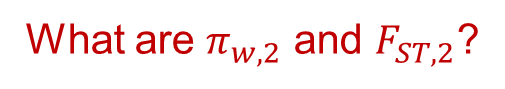 What are π_{w,2} and F_{ST,2}?